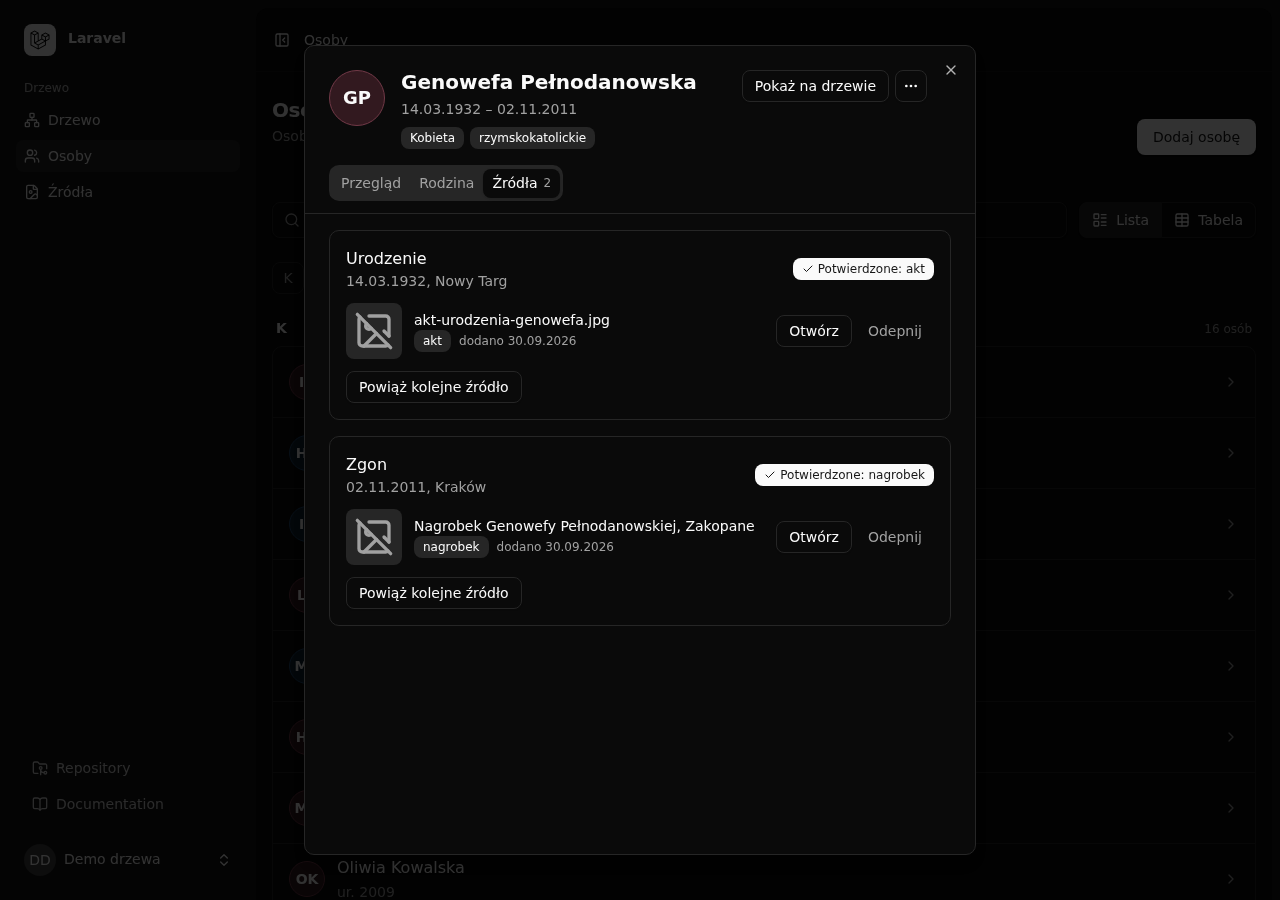 Laravel
Osoby
Drzewo
Drzewo
Osoby
Źródła
Repository
Documentation
DD
Demo drzewa
Dodaj osobę
Lista
Tabela
K
K
16 osób
GP
Genowefa Pełnodanowska
14.03.1932 – 02.11.2011
Kobieta
rzymskokatolickie
Pokaż na drzewie
Przegląd
Rodzina
Źródła 2
Urodzenie
14.03.1932, Nowy Targ
Potwierdzone: akt
akt-urodzenia-genowefa.jpg
akt
dodano 30.09.2026
Otwórz
Odepnij
Powiąż kolejne źródło
Zgon
02.11.2011, Kraków
Potwierdzone: nagrobek
Nagrobek Genowefy Pełnodanowskiej, Zakopane
nagrobek
dodano 30.09.2026
Otwórz
Odepnij
Powiąż kolejne źródło
OK
Oliwia Kowalska
ur. 2009